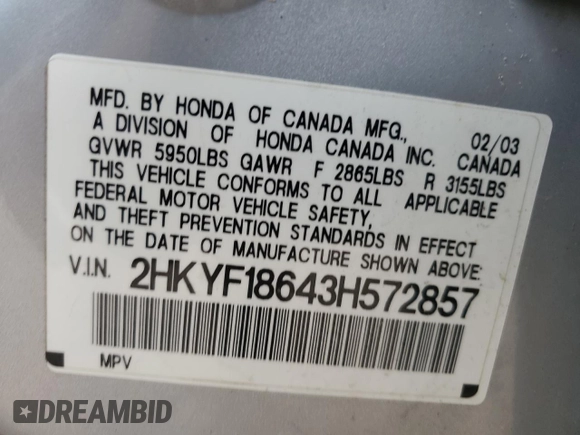 MFD. BY HONDA OF CANADA MFG., 02/03
A DIVISION OF HONDA CANADA INC. CANADA
GVWR 5950LBS GAWR F 2865LBS R 3155LBS
THIS VEHICLE CONFORMS TO ALL APPLICABLE
FEDERAL MOTOR VEHICLE SAFETY,
AND THEFT PREVENTION STANDARDS IN EFFECT
ON THE DATE OF MANUFACTURE SHOWN ABOVE.
V.I.N. 2HKYF18643H572857
MPV
DREAMBID